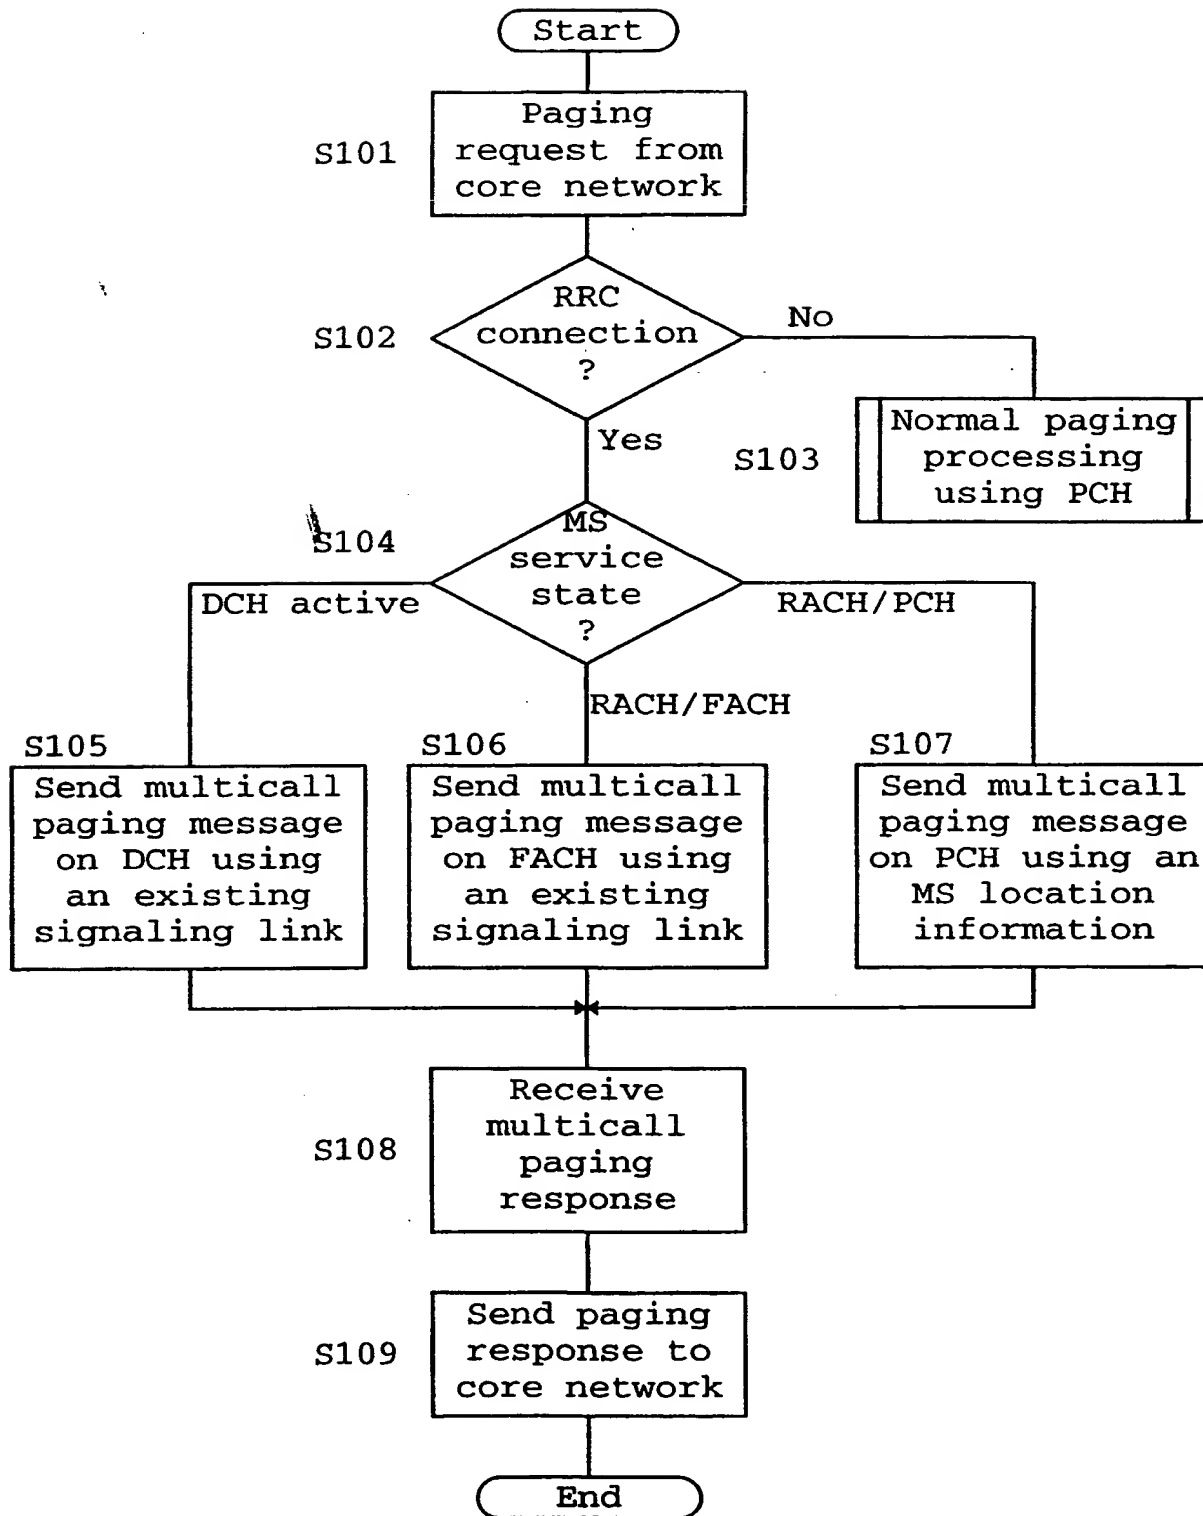 Start
Paging
request from
core network
S101
RRC
connection
?
S102
No
Yes
Normal paging
processing
using PCH
S103
MS
service
state
?
S104
DCH active
RACH/PCH
RACH/FACH
S105
Send multicall
paging message
on DCH using
an existing
signaling link
S106
Send multicall
paging message
on FACH using
an existing
signaling link
S107
Send multicall
paging message
on PCH using an
MS location
information
Receive
multicall
paging
response
S108
Send paging
response to
core network
S109
End